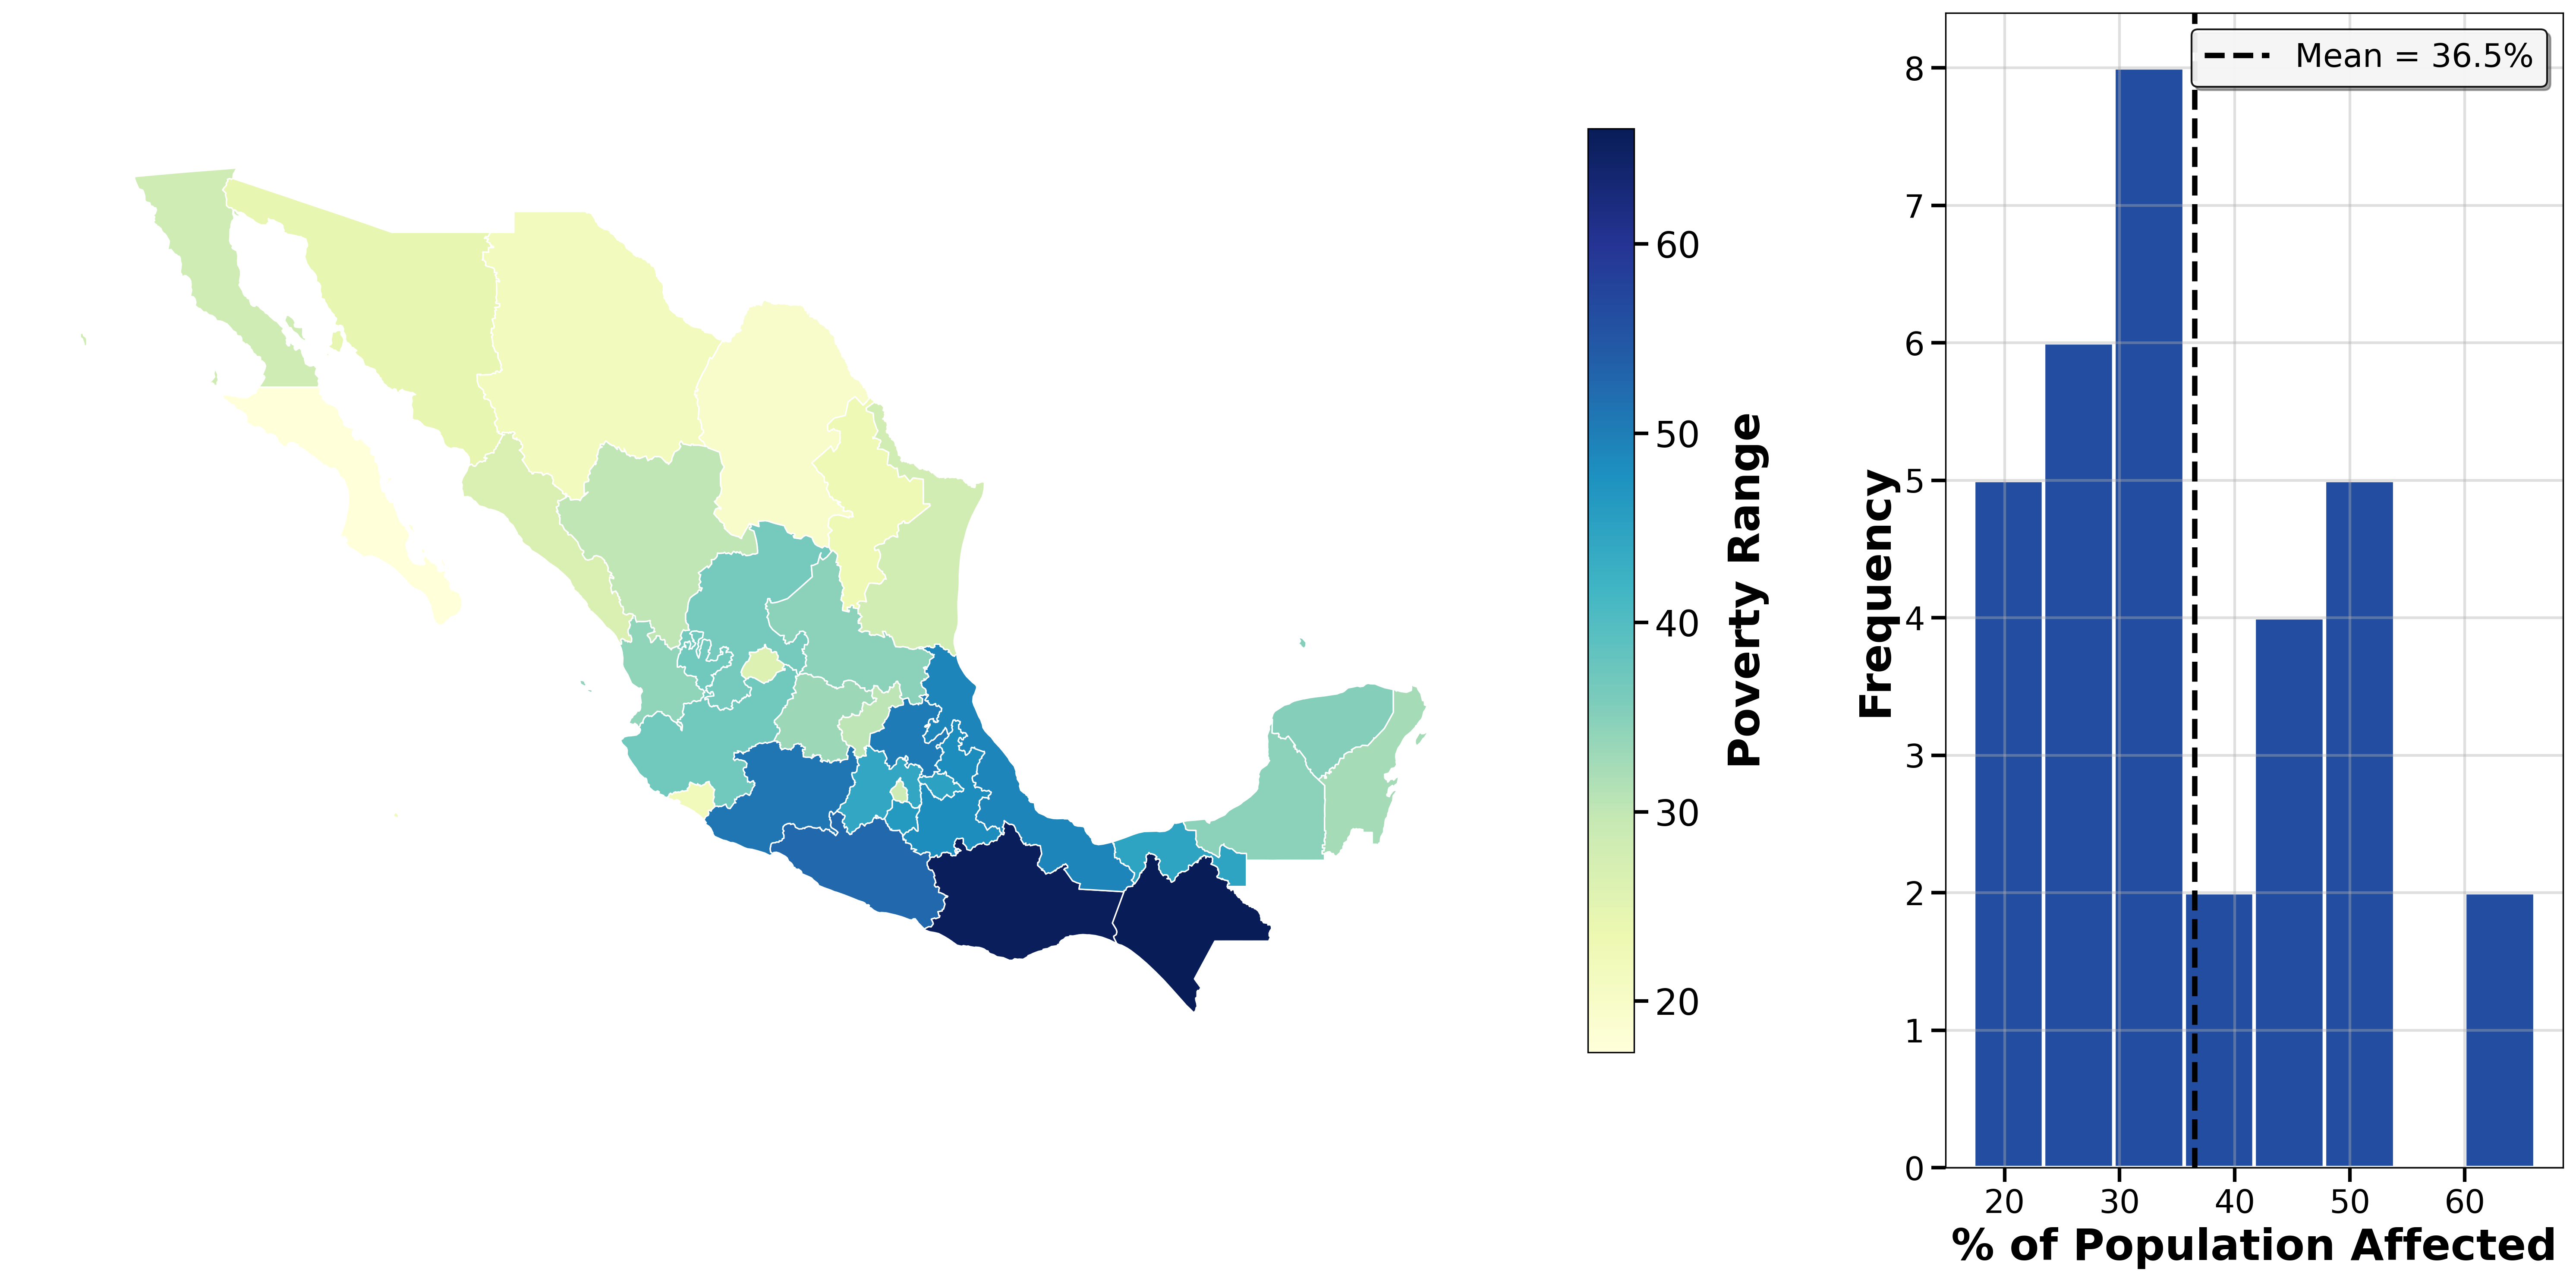 60
50
40
30
20
Poverty Range
Mean = 36.5%
8
7
6
5
4
3
2
1
0
Frequency
20 30 40 50 60
% of Population Affected